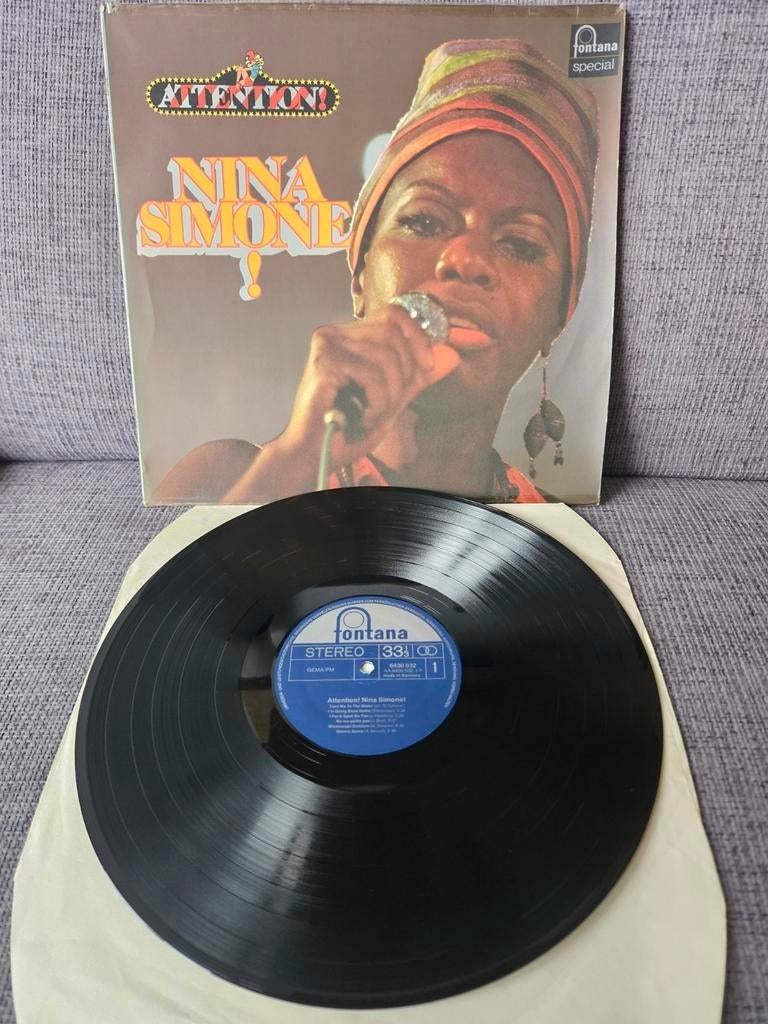 ATTENTION!
fontana
special
NINA
SIMONE
!
fontana
STEREO 33⅓
GEMA/PM
6430 032
made in Germany
1
Attention! Nina Simone!
Take Me To The Water
I'm Going Back Home
I Put A Spell On You
Ne me quitte pas
Mississippi Goddam
Gimme Some